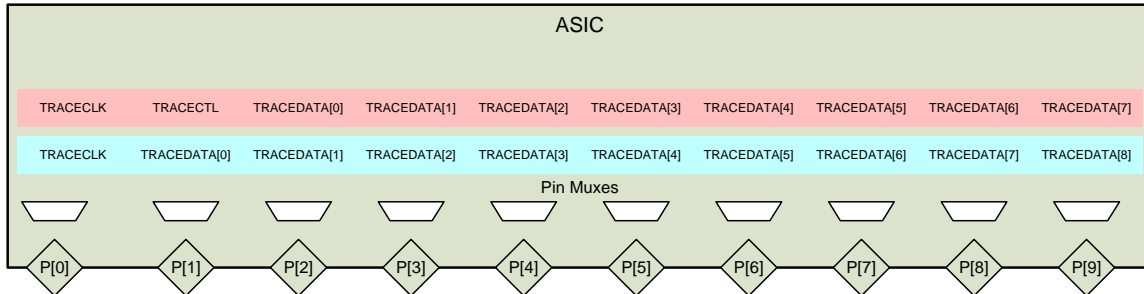 ASIC
TRACECLK TRACECTL TRACEDATA[0] TRACEDATA[1] TRACEDATA[2] TRACEDATA[3] TRACEDATA[4] TRACEDATA[5] TRACEDATA[6] TRACEDATA[7]
TRACECLK TRACEDATA[0] TRACEDATA[1] TRACEDATA[2] TRACEDATA[3] TRACEDATA[4] TRACEDATA[5] TRACEDATA[6] TRACEDATA[7] TRACEDATA[8]
Pin Muxes
P[0] P[1] P[2] P[3] P[4] P[5] P[6] P[7] P[8] P[9]